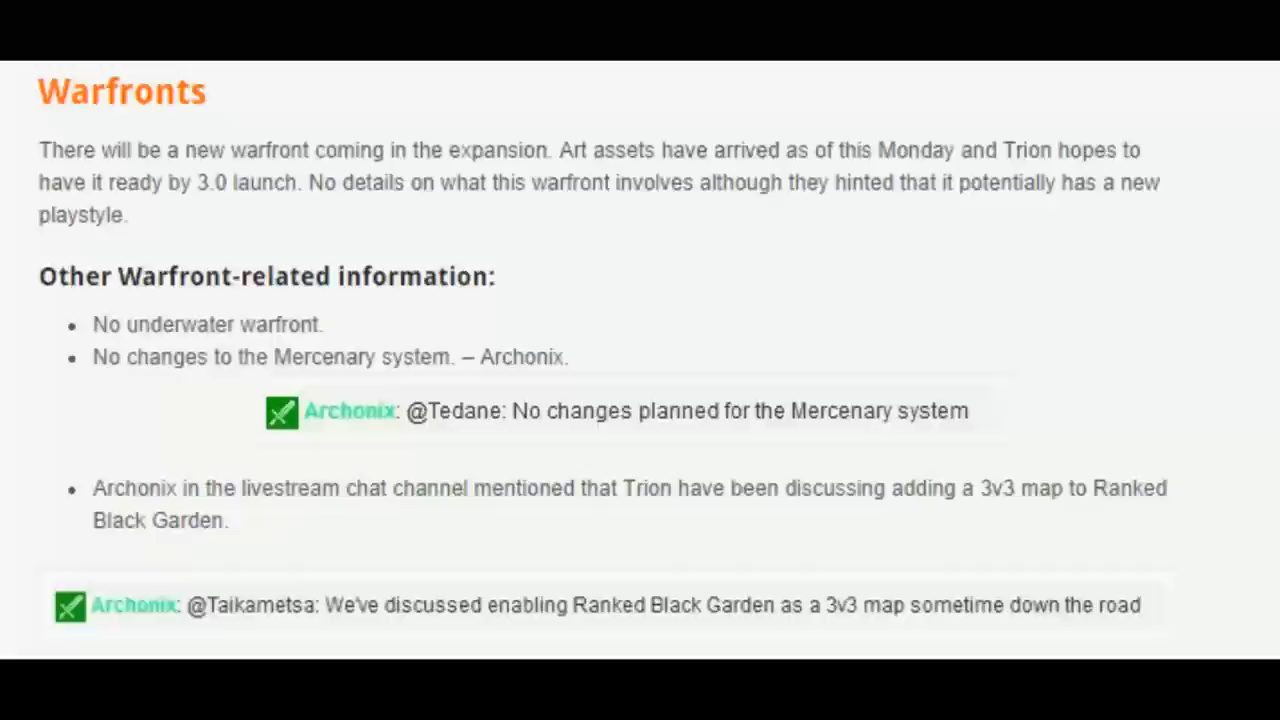 Warfronts
There will be a new warfront coming in the expansion. Art assets have arrived as of this Monday and Trion hopes to
have it ready by 3.0 launch. No details on what this warfront involves although they hinted that it potentially has a new
playstyle.
Other Warfront-related information:
• No underwater warfront.
• No changes to the Mercenary system. – Archonix.
Archonix: @Tedane: No changes planned for the Mercenary system
• Archonix in the livestream chat channel mentioned that Trion have been discussing adding a 3v3 map to Ranked
Black Garden.
Archonix: @Taikametsa: We've discussed enabling Ranked Black Garden as a 3v3 map sometime down the road